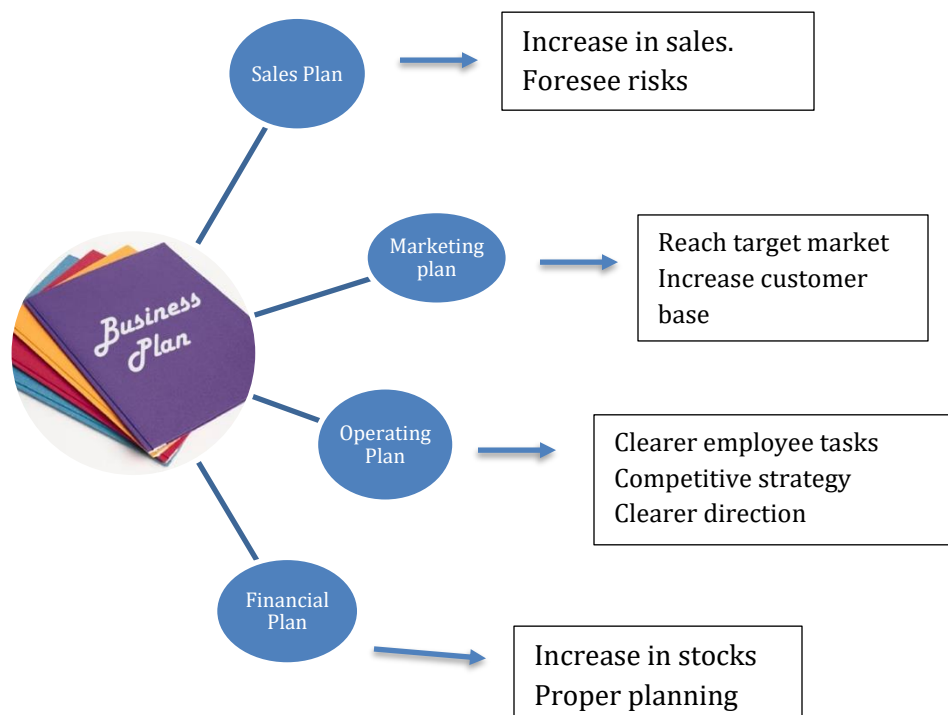 Business
Plan
Sales Plan
Increase in sales.
Foresee risks
Marketing
plan
Reach target market
Increase customer
base
Operating
Plan
Clearer employee tasks
Competitive strategy
Clearer direction
Financial
Plan
Increase in stocks
Proper planning